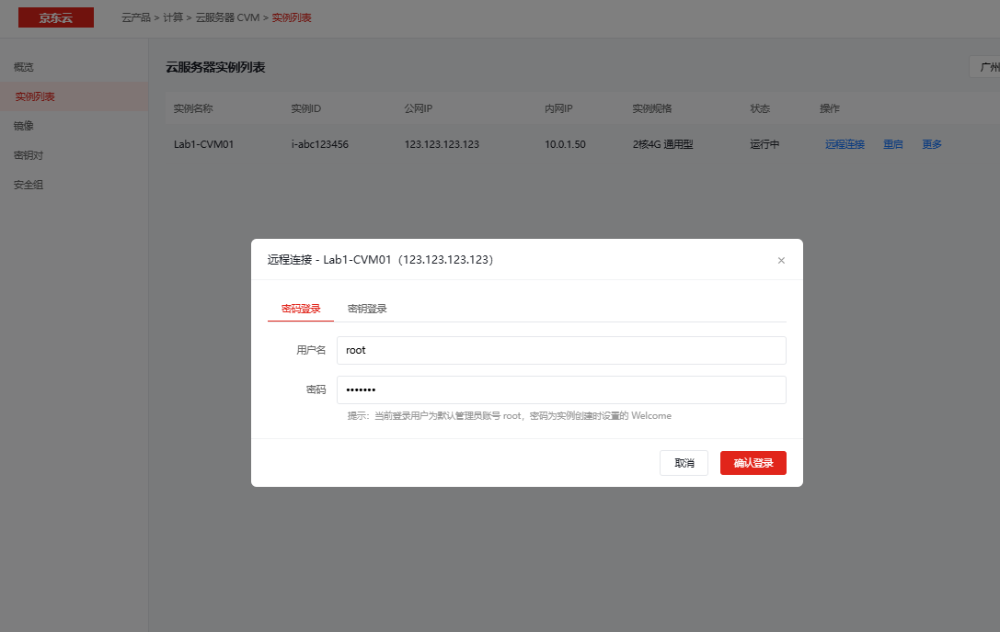 京东云 云产品 > 计算 > 云服务器 CVM > 实例列表
概览
实例列表
镜像
密钥对
安全组
云服务器实例列表 广州
实例名称 实例ID 公网IP 内网IP 实例规格 状态 操作
Lab1-CVM01 i-abc123456 123.123.123.123 10.0.1.50 2核4G 通用型 运行中 远程连接 重启 更多
远程连接 - Lab1-CVM01（123.123.123.123） ×
密码登录 密钥登录
用户名 root
密码 •••••••
提示：当前登录用户为默认管理员账号 root，密码为实例创建时设置的 Welcome
取消 确认登录